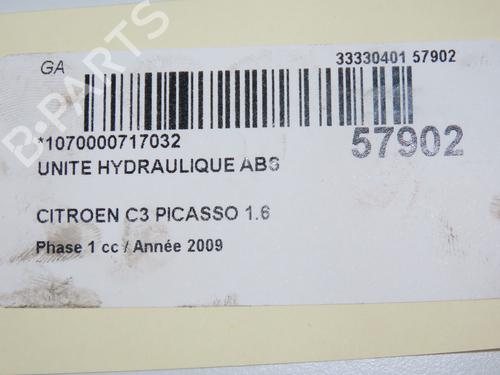 GA
33330401 57902
*1070000717032
57902
UNITE HYDRAULIQUE ABS
CITROEN C3 PICASSO 1.6
Phase 1 cc / Année 2009
B-PARTS